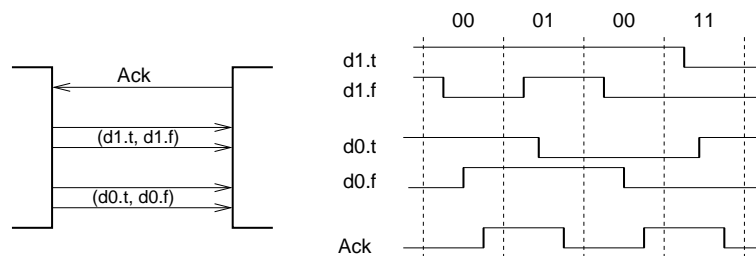 Ack
(d1.t, d1.f)
(d0.t, d0.f)
00 01 00 11
d1.t
d1.f
d0.t
d0.f
Ack